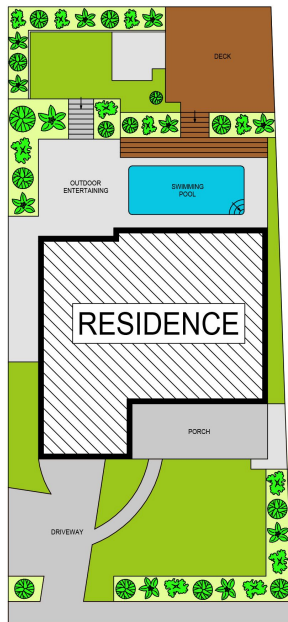 DECK
OUTDOOR
ENTERTAINING
SWIMMING
POOL
RESIDENCE
PORCH
DRIVEWAY